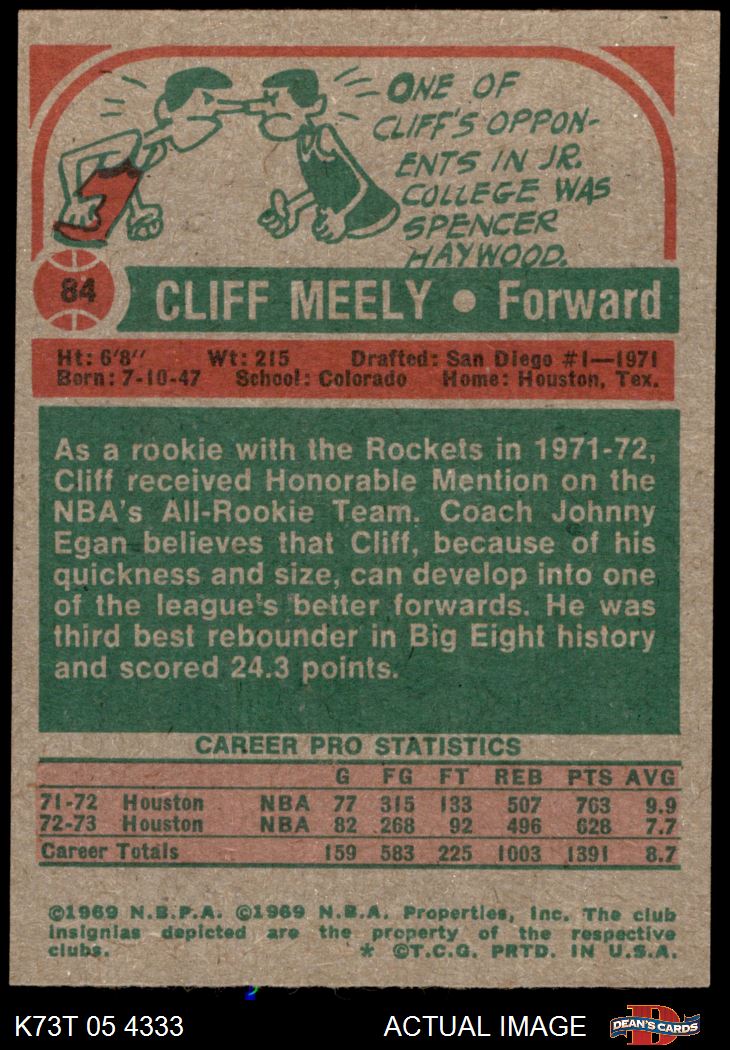 ONE OF
CLIFF'S OPPON-
ENTS IN JR.
COLLEGE WAS
SPENCER
HAYWOOD.
84
CLIFF MEELY • Forward
Ht: 6'8" Wt: 215 Drafted: San Diego #1—1971
Born: 7-10-47 School: Colorado Home: Houston, Tex.
As a rookie with the Rockets in 1971-72,
Cliff received Honorable Mention on the
NBA's All-Rookie Team. Coach Johnny
Egan believes that Cliff, because of his
quickness and size, can develop into one
of the league's better forwards. He was
third best rebounder in Big Eight history
and scored 24.3 points.
CAREER PRO STATISTICS
G FG FT REB PTS AVG
71-72 Houston NBA 77 315 133 507 763 9.9
72-73 Houston NBA 82 268 92 496 628 7.7
Career Totals 159 583 225 1003 1391 8.7
©1969 N.B.P.A. ©1969 N.B.A. Properties, Inc. The club
insignias depicted are the property of the respective
clubs. * ©T.C.G. PRTD. IN U.S.A.
K73T 05 4333 ACTUAL IMAGE DEAN'S CARDS